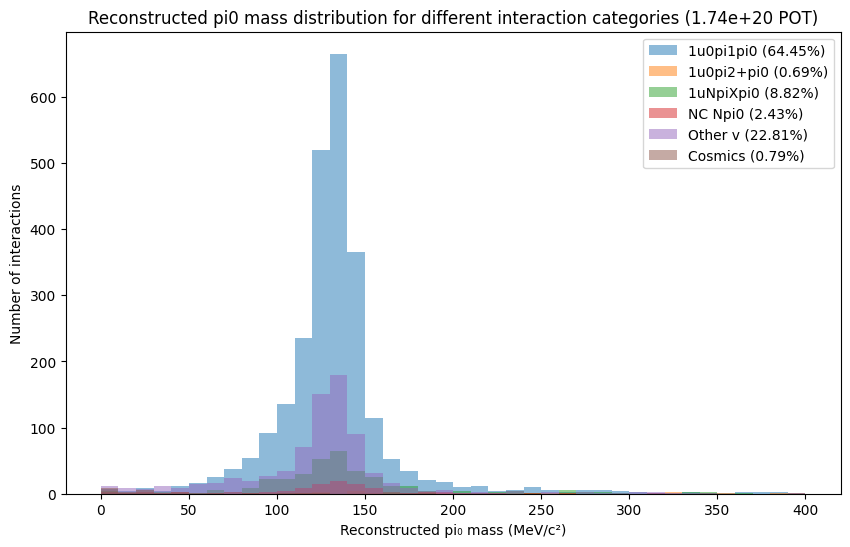 Reconstructed pi0 mass distribution for different interaction categories (1.74e+20 POT)
1u0pi1pi0 (64.45%)
1u0pi2+pi0 (0.69%)
1uNpiXpi0 (8.82%)
NC Npi0 (2.43%)
Other v (22.81%)
Cosmics (0.79%)
Number of interactions
600
500
400
300
200
100
0
0 50 100 150 200 250 300 350 400
Reconstructed pi₀ mass (MeV/c²)